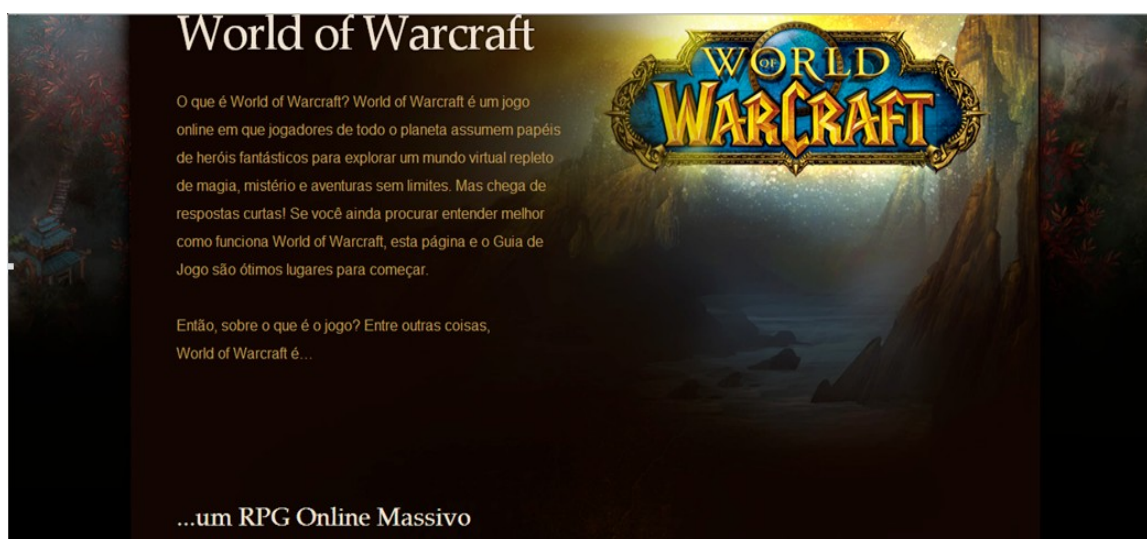 World of Warcraft
WORLD
OF
WARCRAFT
O que é World of Warcraft? World of Warcraft é um jogo
online em que jogadores de todo o planeta assumem papéis
de heróis fantásticos para explorar um mundo virtual repleto
de magia, mistério e aventuras sem limites. Mas chega de
respostas curtas! Se você ainda procurar entender melhor
como funciona World of Warcraft, esta página e o Guia de
Jogo são ótimos lugares para começar.
Então, sobre o que é o jogo? Entre outras coisas,
World of Warcraft é…
...um RPG Online Massivo